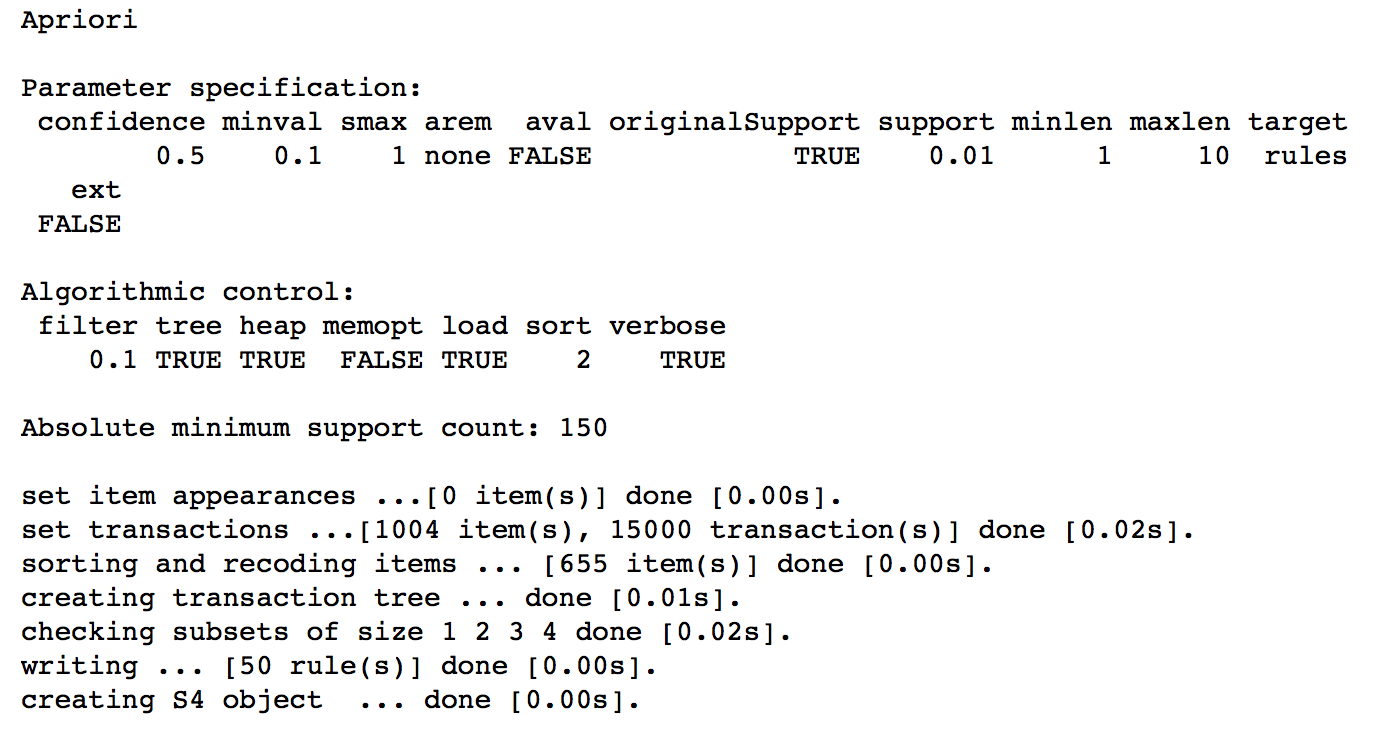 Apriori
Parameter specification:
 confidence minval smax arem  aval originalSupport support minlen maxlen target
        0.5    0.1    1 none FALSE            TRUE    0.01      1     10  rules
   ext
 FALSE
Algorithmic control:
 filter tree heap memopt load sort verbose
    0.1 TRUE TRUE  FALSE TRUE    2    TRUE
Absolute minimum support count: 150
set item appearances ...[0 item(s)] done [0.00s].
set transactions ...[1004 item(s), 15000 transaction(s)] done [0.02s].
sorting and recoding items ... [655 item(s)] done [0.00s].
creating transaction tree ... done [0.01s].
checking subsets of size 1 2 3 4 done [0.02s].
writing ... [50 rule(s)] done [0.00s].
creating S4 object  ... done [0.00s].